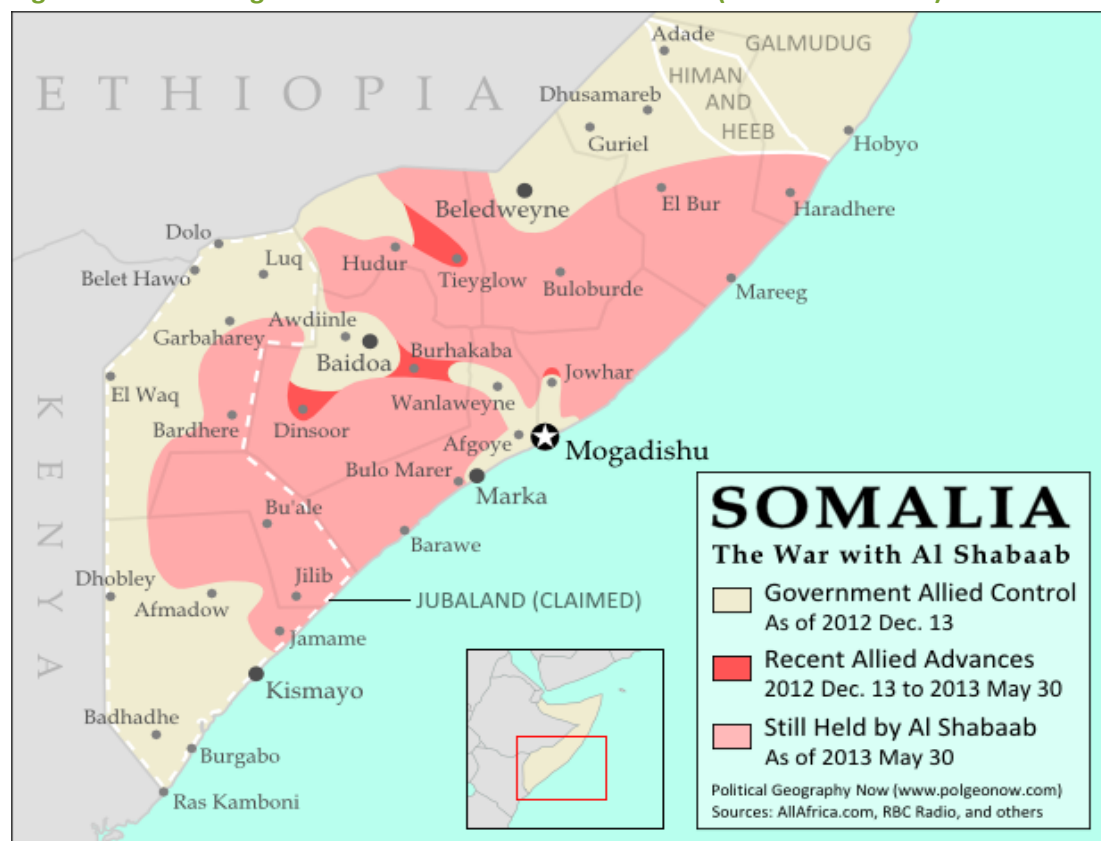 ETHIOPIA
Adade
GALMUDUG
HIMAN
AND
HEEB
Dhusamareb
Guriel
Hobyo
Beledweyne
El Bur
Haradhere
Dolo
Luq
Hudur
Belet Hawo
Tieyglow
Buloburde
Mareeg
Awdiinle
Garbaharey
Baidoa
Burhakaba
Jowhar
El Waq
Wanlaweyne
KENYA
Bardhere
Dinsoor
Afgoye
Mogadishu
Bulo Marer
Marka
Bu'ale
Barawe
Dhobley
Jilib
Afmadow
JUBALAND (CLAIMED)
Jamame
Kismayo
Badhadhe
Burgabo
Ras Kamboni
SOMALIA
The War with Al Shabaab
Government Allied Control
As of 2012 Dec. 13
Recent Allied Advances
2012 Dec. 13 to 2013 May 30
Still Held by Al Shabaab
As of 2013 May 30
Political Geography Now (www.polgeonow.com)
Sources: AllAfrica.com, RBC Radio, and others